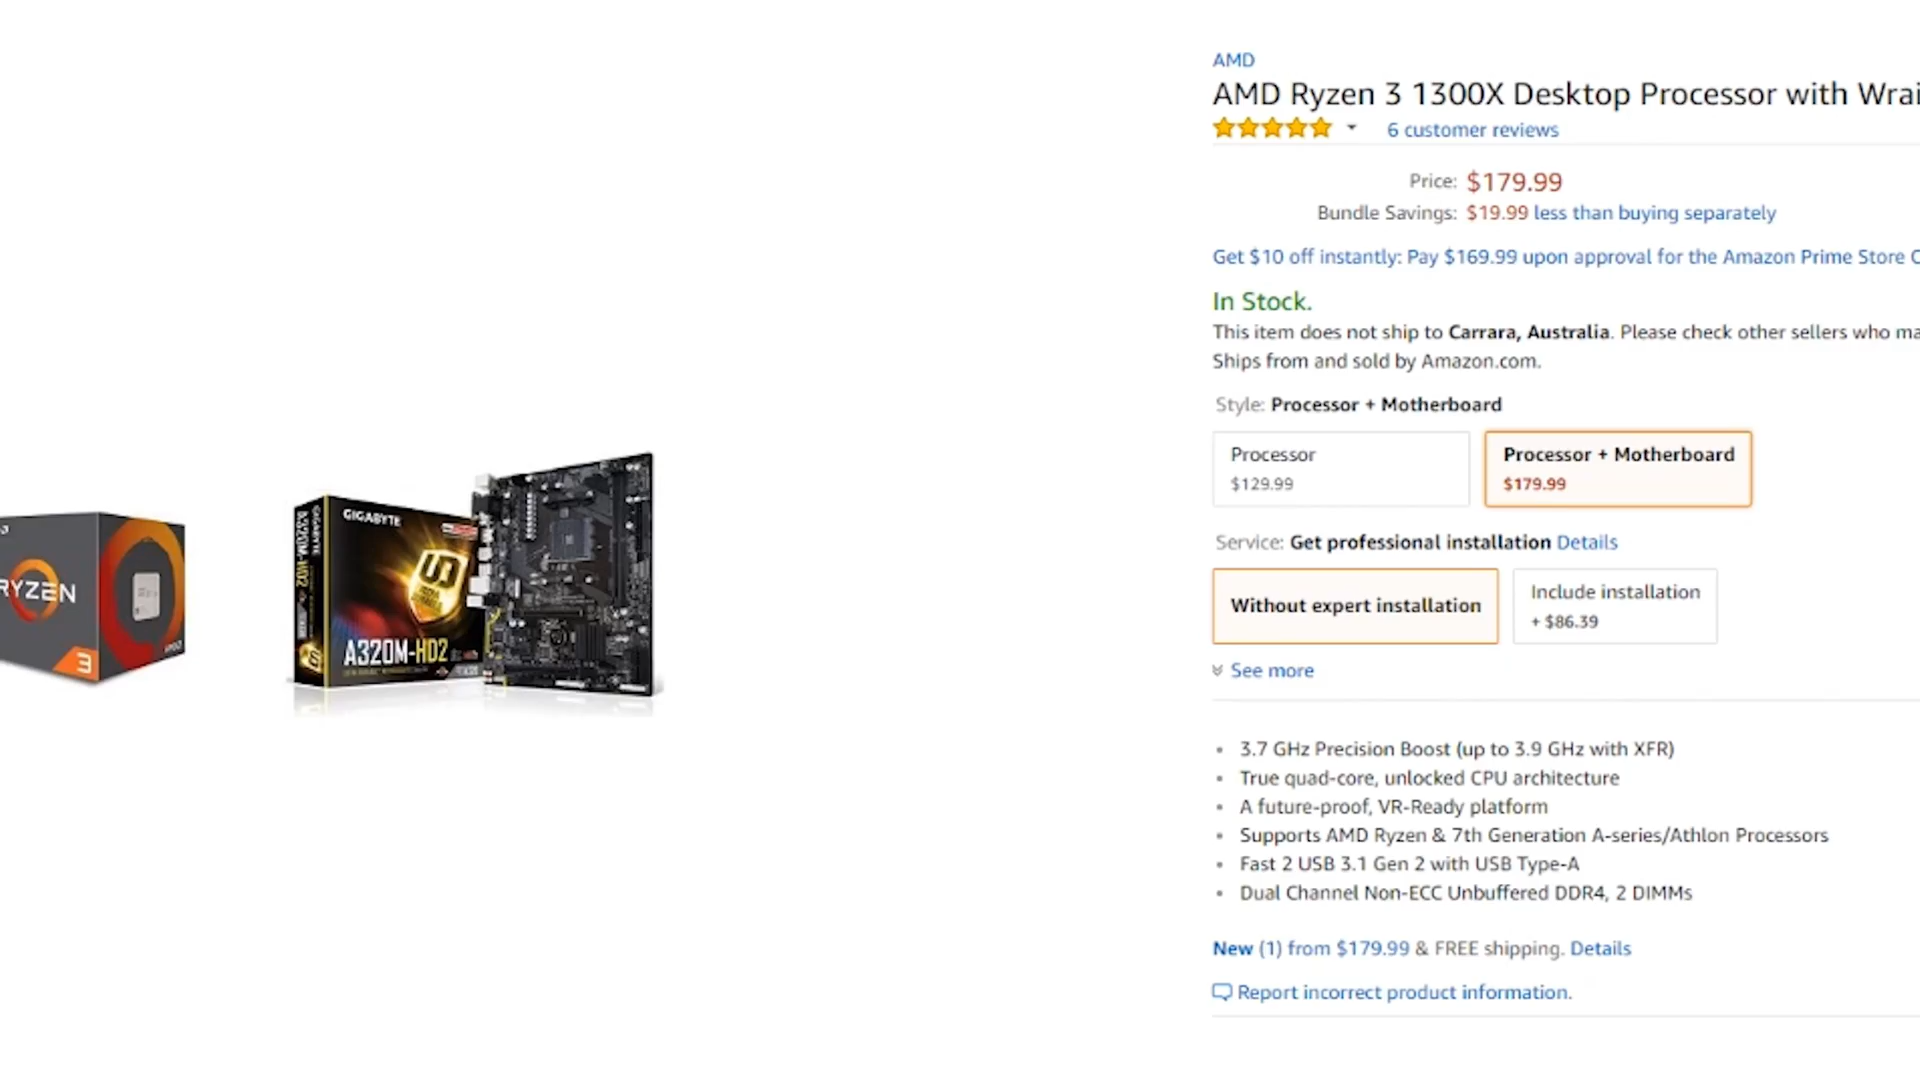 AMD
AMD Ryzen 3 1300X Desktop Processor with Wrai
6 customer reviews
Price: $179.99
Bundle Savings: $19.99 less than buying separately
Get $10 off instantly: Pay $169.99 upon approval for the Amazon Prime Store
In Stock.
This item does not ship to Carrara, Australia. Please check other sellers who ma
Ships from and sold by Amazon.com.
Style: Processor + Motherboard
Processor
$129.99
Processor + Motherboard
$179.99
Service: Get professional installation Details
Without expert installation
Include installation
+ $86.39
See more
3.7 GHz Precision Boost (up to 3.9 GHz with XFR)
True quad-core, unlocked CPU architecture
A future-proof, VR-Ready platform
Supports AMD Ryzen & 7th Generation A-series/Athlon Processors
Fast 2 USB 3.1 Gen 2 with USB Type-A
Dual Channel Non-ECC Unbuffered DDR4, 2 DIMMs
New (1) from $179.99 & FREE shipping. Details
Report incorrect product information.
RYZEN
3
GIGABYTE
A320M-HD2
GIGABYTE
A320M-HD2